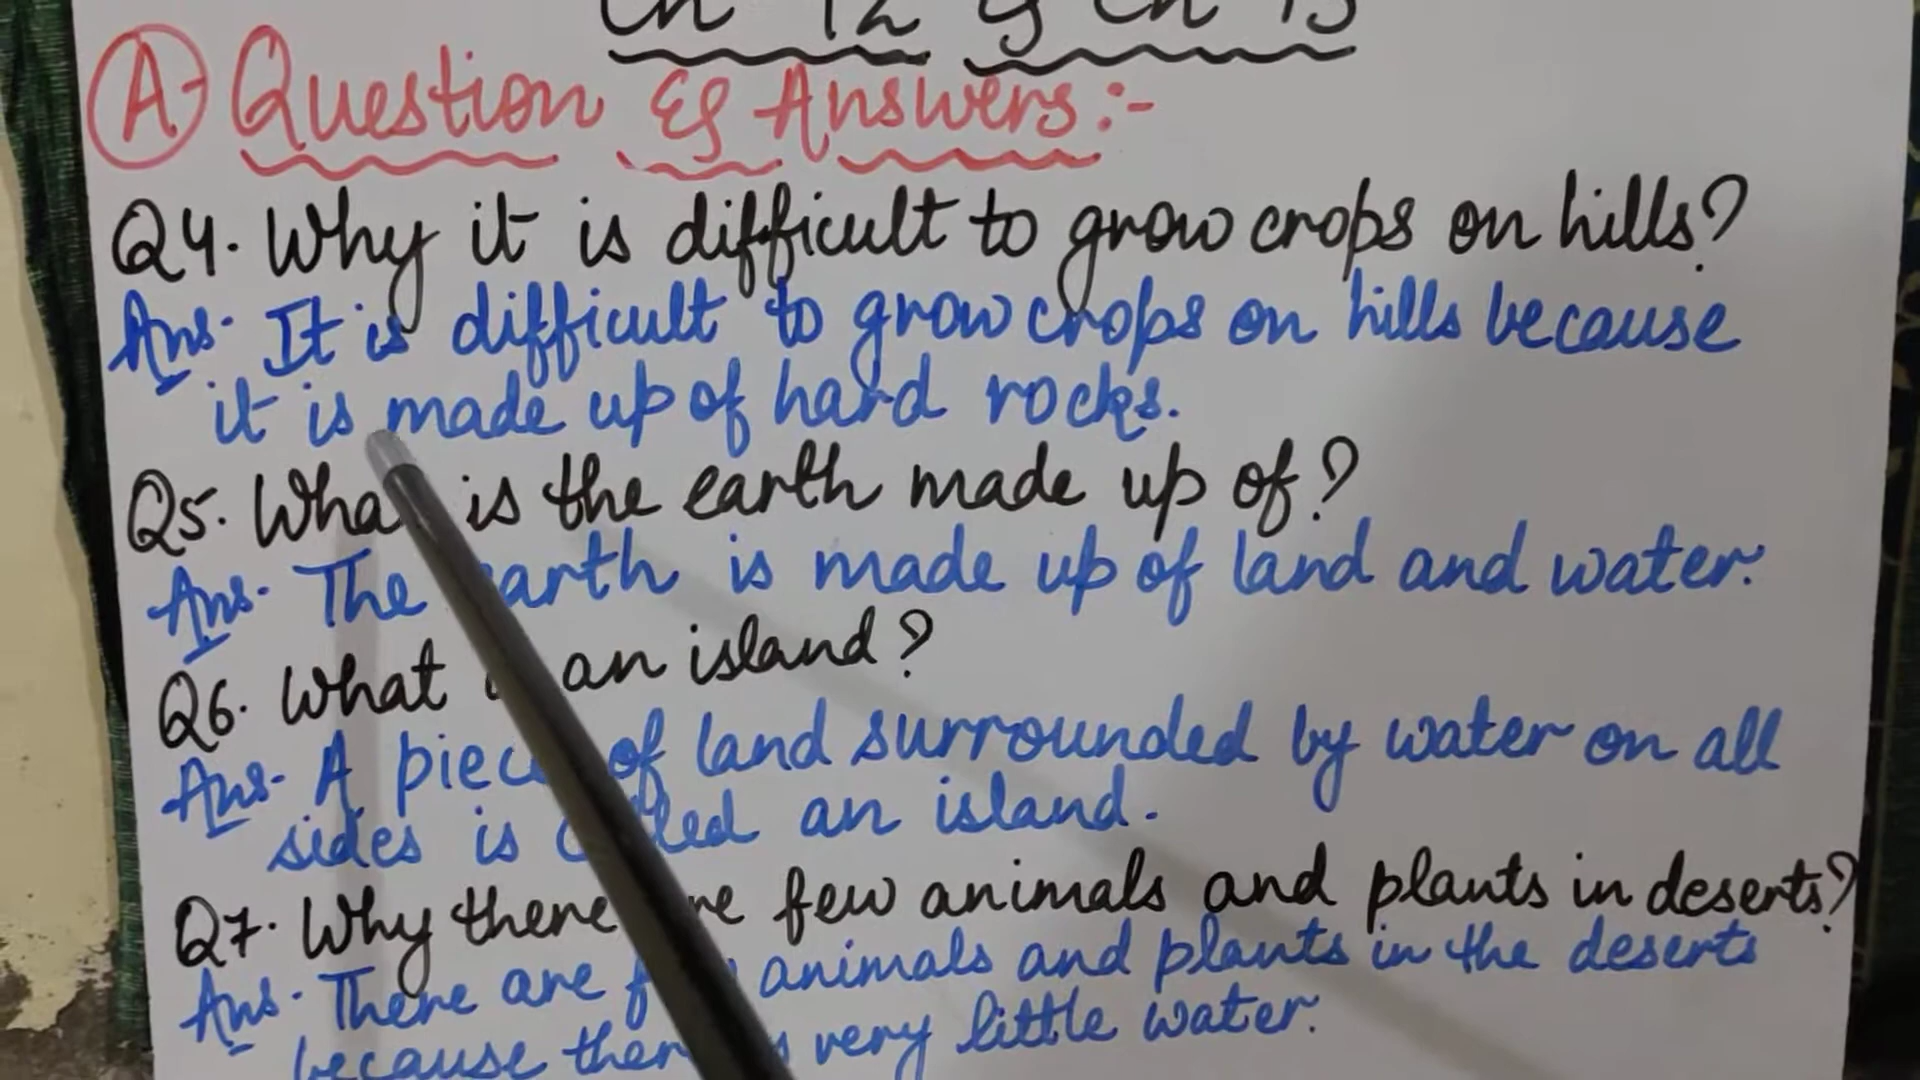 Ch 12 & Ch 13
A. Question & Answers:-
Q4. Why it is difficult to grow crops on hills?
Ans. It is difficult to grow crops on hills because
it is made up of hard rocks.
Q5. What is the earth made up of?
Ans. The earth is made up of land and water.
Q6. What an island?
Ans- A piece of land surrounded by water on all
sides is called an island.
Q7. Why there are few animals and plants in deserts?
Ans. There are few animals and plants in the deserts
because there is very little water.